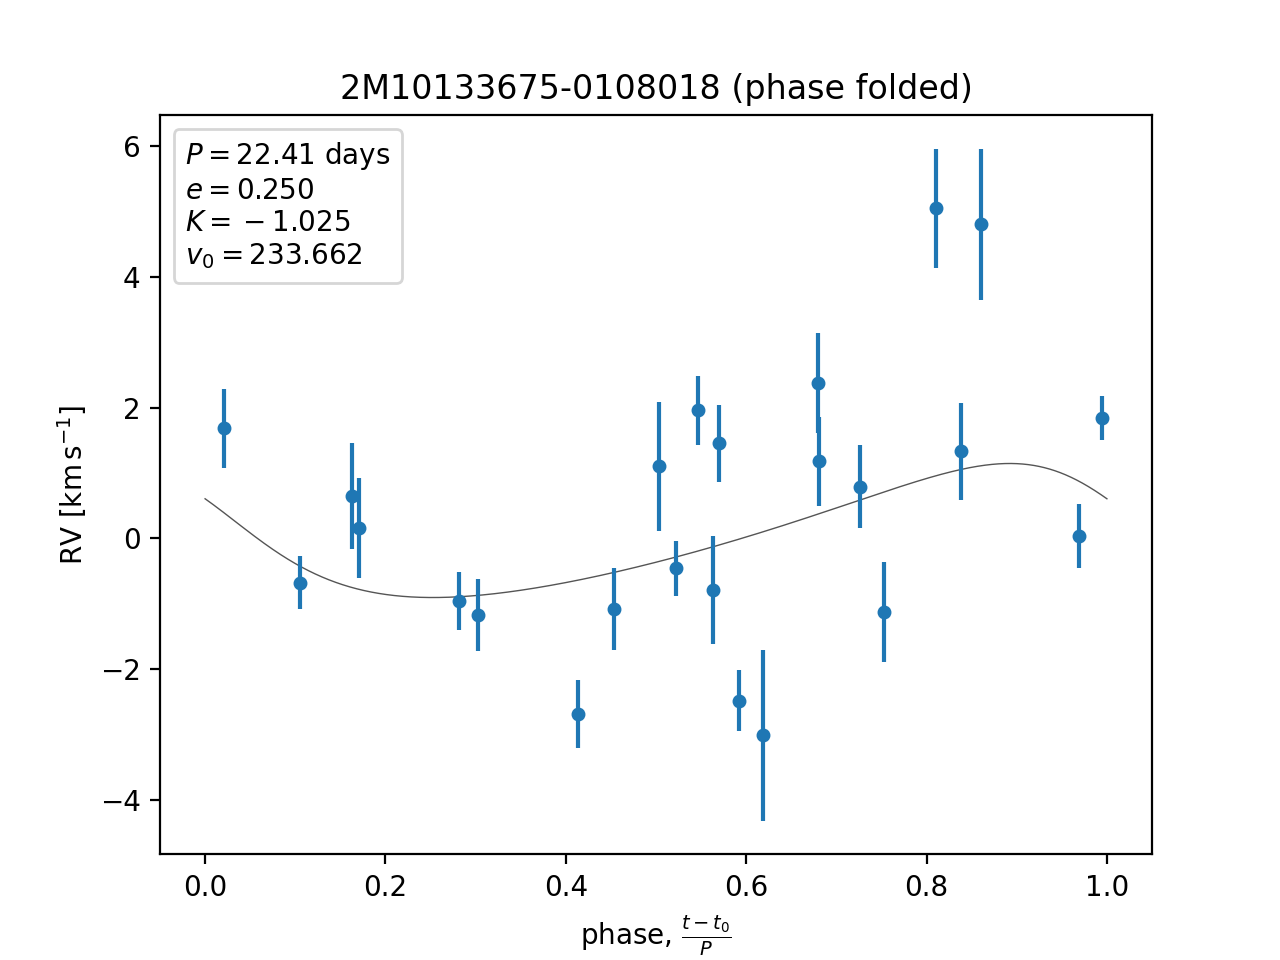 2M10133675-0108018 (phase folded)
P = 22.41 days
e = 0.250
K = −1.025
v₀ = 233.662
6
4
2
0
−2
−4
RV [km s⁻¹]
0.0 0.2 0.4 0.6 0.8 1.0
phase, (t − t₀)/P